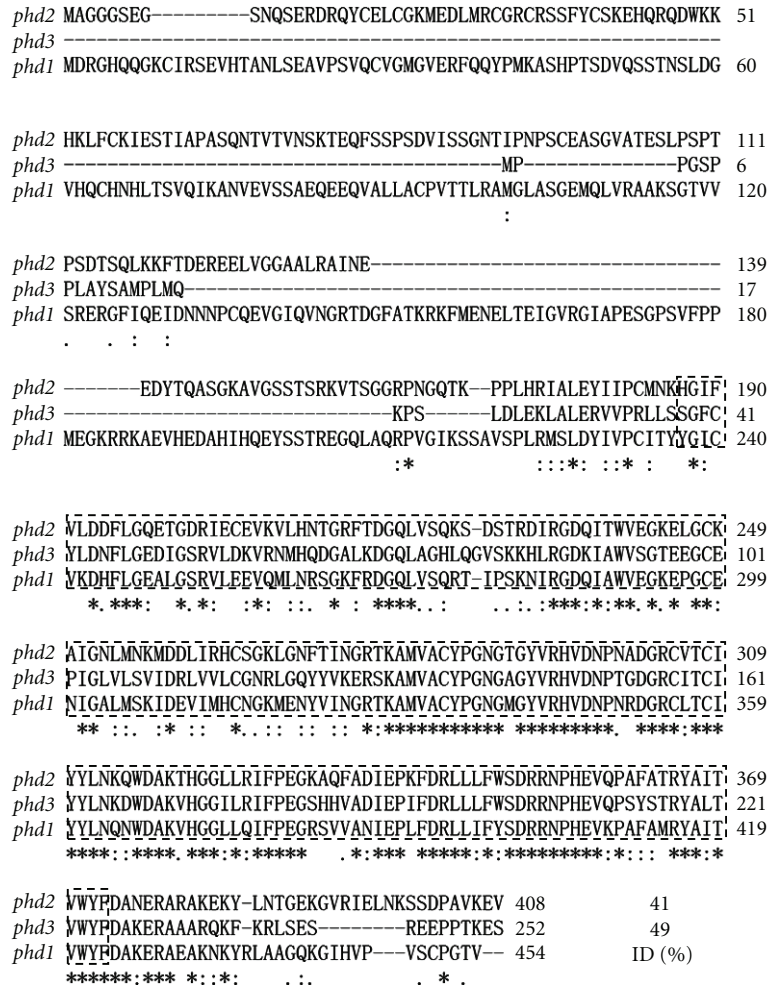 phd2 MAGGGSEG---------SNQSERDRQYCELCGKMEDLMRCGRCRSSFYCSKEHQRQDWKK 51
phd3 ------------------------------------------------------------
phd1 MDRGHQQGKCIRSEVHTANLSEAVPSVQCVGMGVERFQQYPMKASHPTSDVQSSTNSLDG 60
phd2 HKLFCKIESTIAPASQNTVTVNSKTEQFSSPSDVISSGNTIPNPSCEASGVATESLPSPT 111
phd3 ----------------------------------------MP--------------PGSP 6
phd1 VHQCHNHLTSVQIKANVEVSSAEQEEQVALLACPVTTLRAMGLASGEMQLVRAAKSGTVV 120
:
phd2 PSDTSQLKKFTDEREELVGGAALRAINE-------------------------------- 139
phd3 PLAYSAMPLMQ------------------------------------------------- 17
phd1 SRERGFIQEIDNNNPCQEVGIQVNGRTDGFATKRKFMENELTEIGVRGIAPESGPSVFPP 180
. . : :
phd2 -------EDYTQASGKAVGSSTSRKVTSGGRPNGQTK--PPLHRIALEYIIPCMNKHGIF 190
phd3 ------------------------------KPS------LDLEKLALERVVPRLLSSGFC 41
phd1 MEGKRRKAEVHEDAHIHQEYSSTREGQLAQRPVGIKSSAVSPLRMSLDYIVPCITYYGIC 240
:* :::*: ::* : *:
phd2 VLDDFLGQETGDRIECEVKVLHNTGRFTDGQLVSQKS-DSTRDIRGDQITWVEGKELGCK 249
phd3 YLDNFLGEDIGSRVLDKVRNMHQDGALKDGQLAGHLQGVSKKHLRGDKIAWVSGTEEGCE 101
phd1 VKDHFLGEALGSRVLEEVQMLNRSGKFRDGQLVSQRT-IPSKNIRGDQIAWVEGKEPGCE 299
*.***: *.*: :*: ::. * : ****..: ..:.:***:*:**.*.* **:
phd2 AIGNLMNKMDDLIRHCSGKLGNFTINGRTKAMVACYPGNGTGYVRHVDNPNADGRCVTCI 309
phd3 PIGLVLSVIDRLVVLCGNRLGQYYVKERSKAMVACYPGNGAGYVRHVDNPTGDGRCITCI 161
phd1 NIGALMSKIDEVIMHCNGKMENYVINGRTKAMVACYPGNGMGYVRHVDNPNRDGRCLTCI 359
** ::. :* :: *..:: :: :: *:*********** *********. ****:***
phd2 YYLNKQWDAKTHGGLLRIFPEGKAQFADIEPKFDRLLLFWSDRRNPHEVQPAFATRYAIT 369
phd3 YYLNKDWDAKVHGGILRIFPEGSHHVADIEPIFDRLLLFWSDRRNPHEVQPSYSTRYALT 221
phd1 YYLNQNWDAKVHGGLLQIFPEGRSVVANIEPLFDRLLIFYSDRRNPHEVKPAFAMRYAIT 419
****::****.***:*:***** .*:*** *****:*:*********:*::: ***:*
phd2 VWYFDANERARAKEKY-LNTGEKGVRIELNKSSDPAVKEV 408 41
phd3 VWYFDAKERAAARQKF-KRLSES--------REEPPTKES 252 49
phd1 VWYFDAKERAEAKNKYRLAAGQKGIHVP---VSCPGTV-- 454 ID (%)
******:*** *::*: .:. . * .